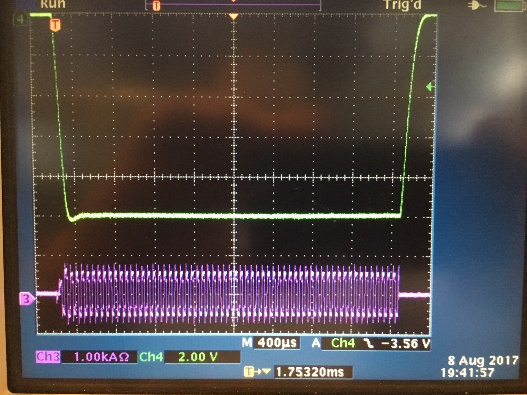 Run Trig'd
4
T
T
3
M 400µs A Ch4 -3.56 V
Ch3 1.00kAΩ Ch4 2.00 V
T 1.75320ms
8 Aug 2017
19:41:57